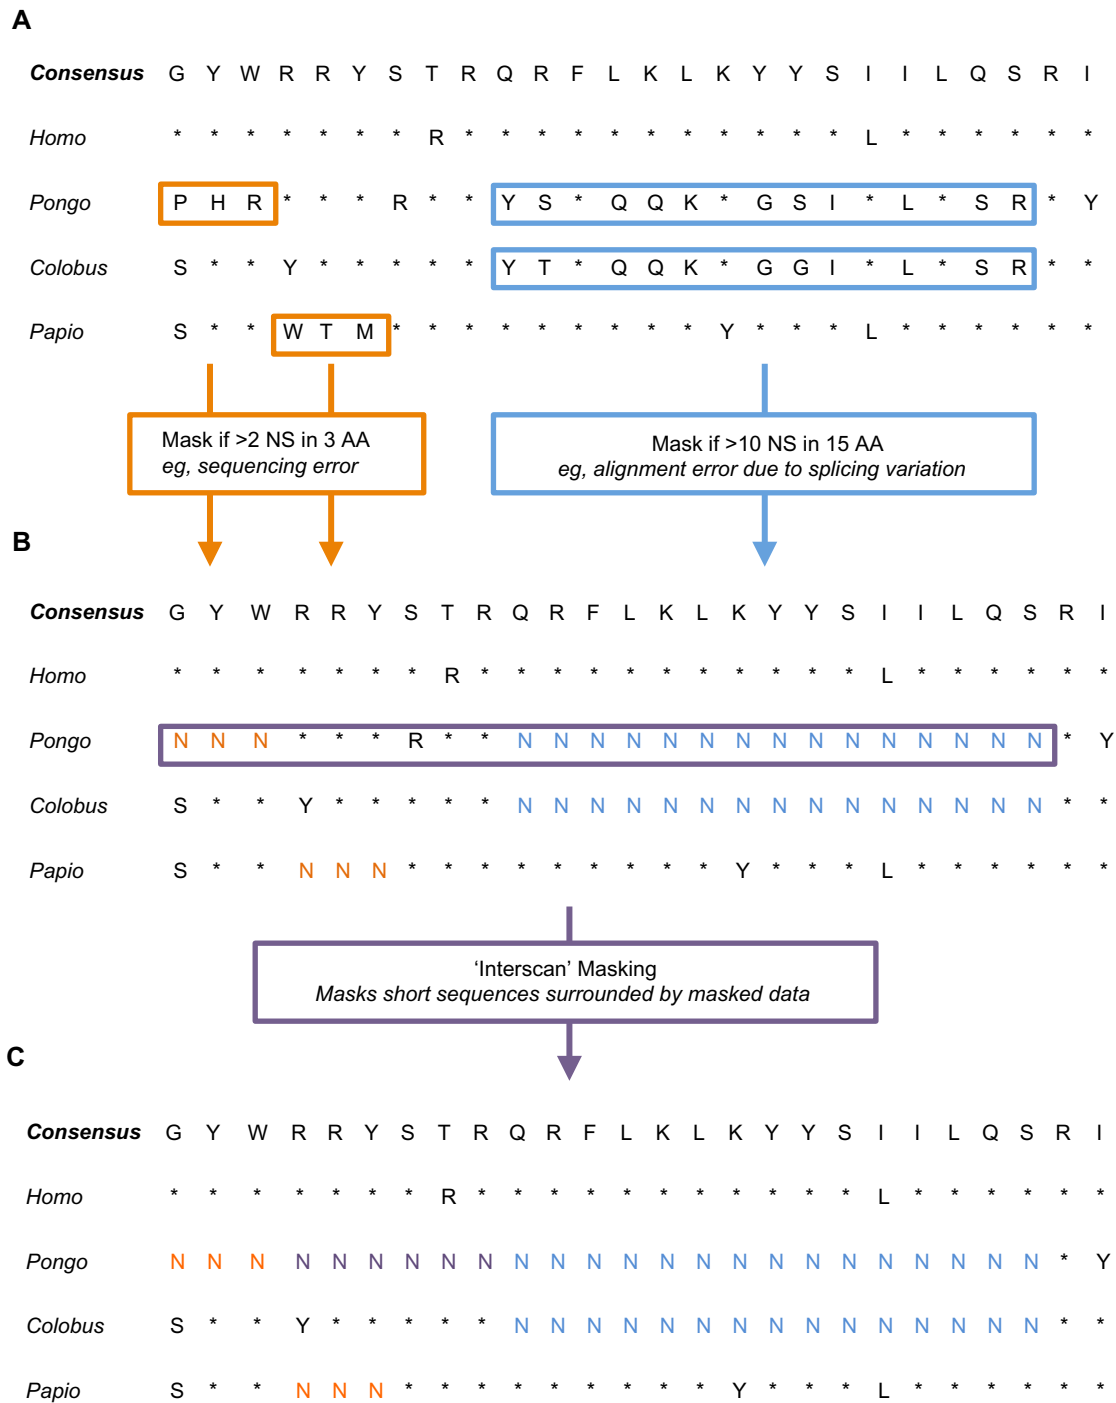 A
Consensus G Y W R R Y S T R Q R F L K L K Y Y S I I L Q S R I
Homo * * * * * * * R * * * * * * * * * * * L * * * * * *
Pongo P H R * * * R * * Y S * Q Q K * G S I * L * S R * Y
Colobus S * * Y * * * * * Y T * Q Q K * G G I * L * S R * *
Papio S * * W T M * * * * * * * * * Y * * * L * * * * * *
Mask if >2 NS in 3 AA
eg, sequencing error
Mask if >10 NS in 15 AA
eg, alignment error due to splicing variation
B
Consensus G Y W R R Y S T R Q R F L K L K Y Y S I I L Q S R I
Homo * * * * * * * R * * * * * * * * * * * L * * * * * *
Pongo N N N * * * R * * N N N N N N N N N N N N N N N * Y
Colobus S * * Y * * * * * N N N N N N N N N N N N N N N * *
Papio S * * N N N * * * * * * * * * Y * * * L * * * * * *
‘Interscan’ Masking
Masks short sequences surrounded by masked data
C
Consensus G Y W R R Y S T R Q R F L K L K Y Y S I I L Q S R I
Homo * * * * * * * R * * * * * * * * * * * L * * * * * *
Pongo N N N N N N N N N N N N N N N N N N N N N N N N * Y
Colobus S * * Y * * * * * N N N N N N N N N N N N N N N * *
Papio S * * N N N * * * * * * * * * Y * * * L * * * * * *